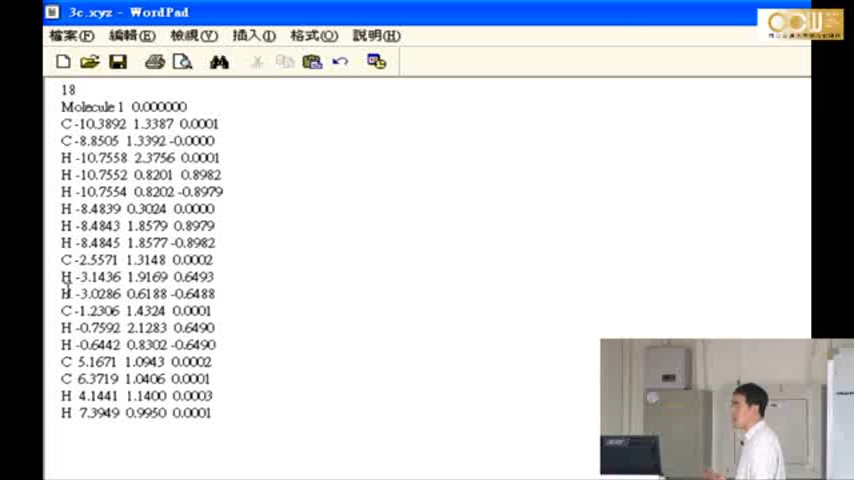 3c.xyz - WordPad
檔案(F) 編輯(E) 檢視(V) 插入(I) 格式(O) 說明(H)
18
Molecule 1 0.000000
C -10.3892 1.3387 0.0001
C -8.8505 1.3392 -0.0000
H -10.7558 2.3756 0.0001
H -10.7552 0.8201 0.8982
H -10.7554 0.8202 -0.8979
H -8.4839 0.3024 0.0000
H -8.4843 1.8579 0.8979
H -8.4845 1.8577 -0.8982
C -2.5571 1.3148 0.0002
H -3.1436 1.9169 0.6493
H -3.0286 0.6188 -0.6488
C -1.2306 1.4324 0.0001
H -0.7592 2.1283 0.6490
H -0.6442 0.8302 -0.6490
C 5.1671 1.0943 0.0002
C 6.3719 1.0406 0.0001
H 4.1441 1.1400 0.0003
H 7.3949 0.9950 0.0001
OCW
acer